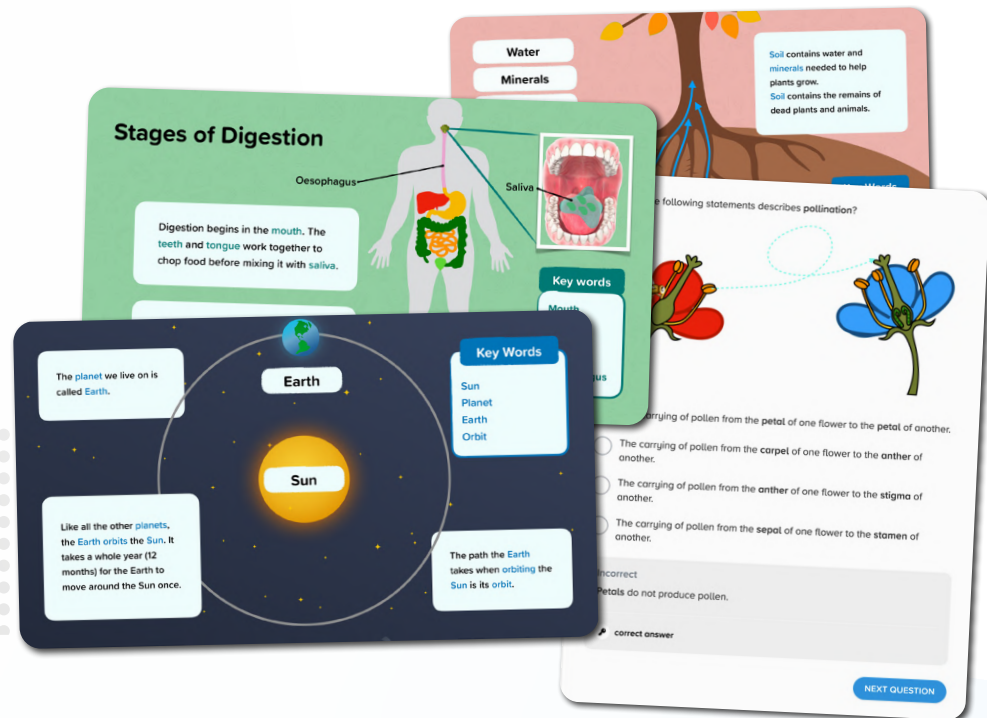 Water
Minerals
Soil contains water and
minerals needed to help
plants grow.
Soil contains the remains of
dead plants and animals.
Words
Stages of Digestion
Oesophagus
Saliva
Digestion begins in the mouth. The
teeth and tongue work together to
chop food before mixing it with saliva.
Key words
Mouth
following statements describes pollination?
carrying of pollen from the petal of one flower to the petal of another.
The carrying of pollen from the carpel of one flower to the anther of
another.
The carrying of pollen from the anther of one flower to the stigma of
another.
The carrying of pollen from the sepal of one flower to the stamen of
another.
Incorrect
Petals do not produce pollen.
correct answer
NEXT QUESTION
The planet we live on is
called Earth.
Earth
Key Words
Sun
Planet
Earth
Orbit
Sun
Like all the other planets,
the Earth orbits the Sun. It
takes a whole year (12
months) for the Earth to
move around the Sun once.
The path the Earth
takes when orbiting the
Sun is its orbit.